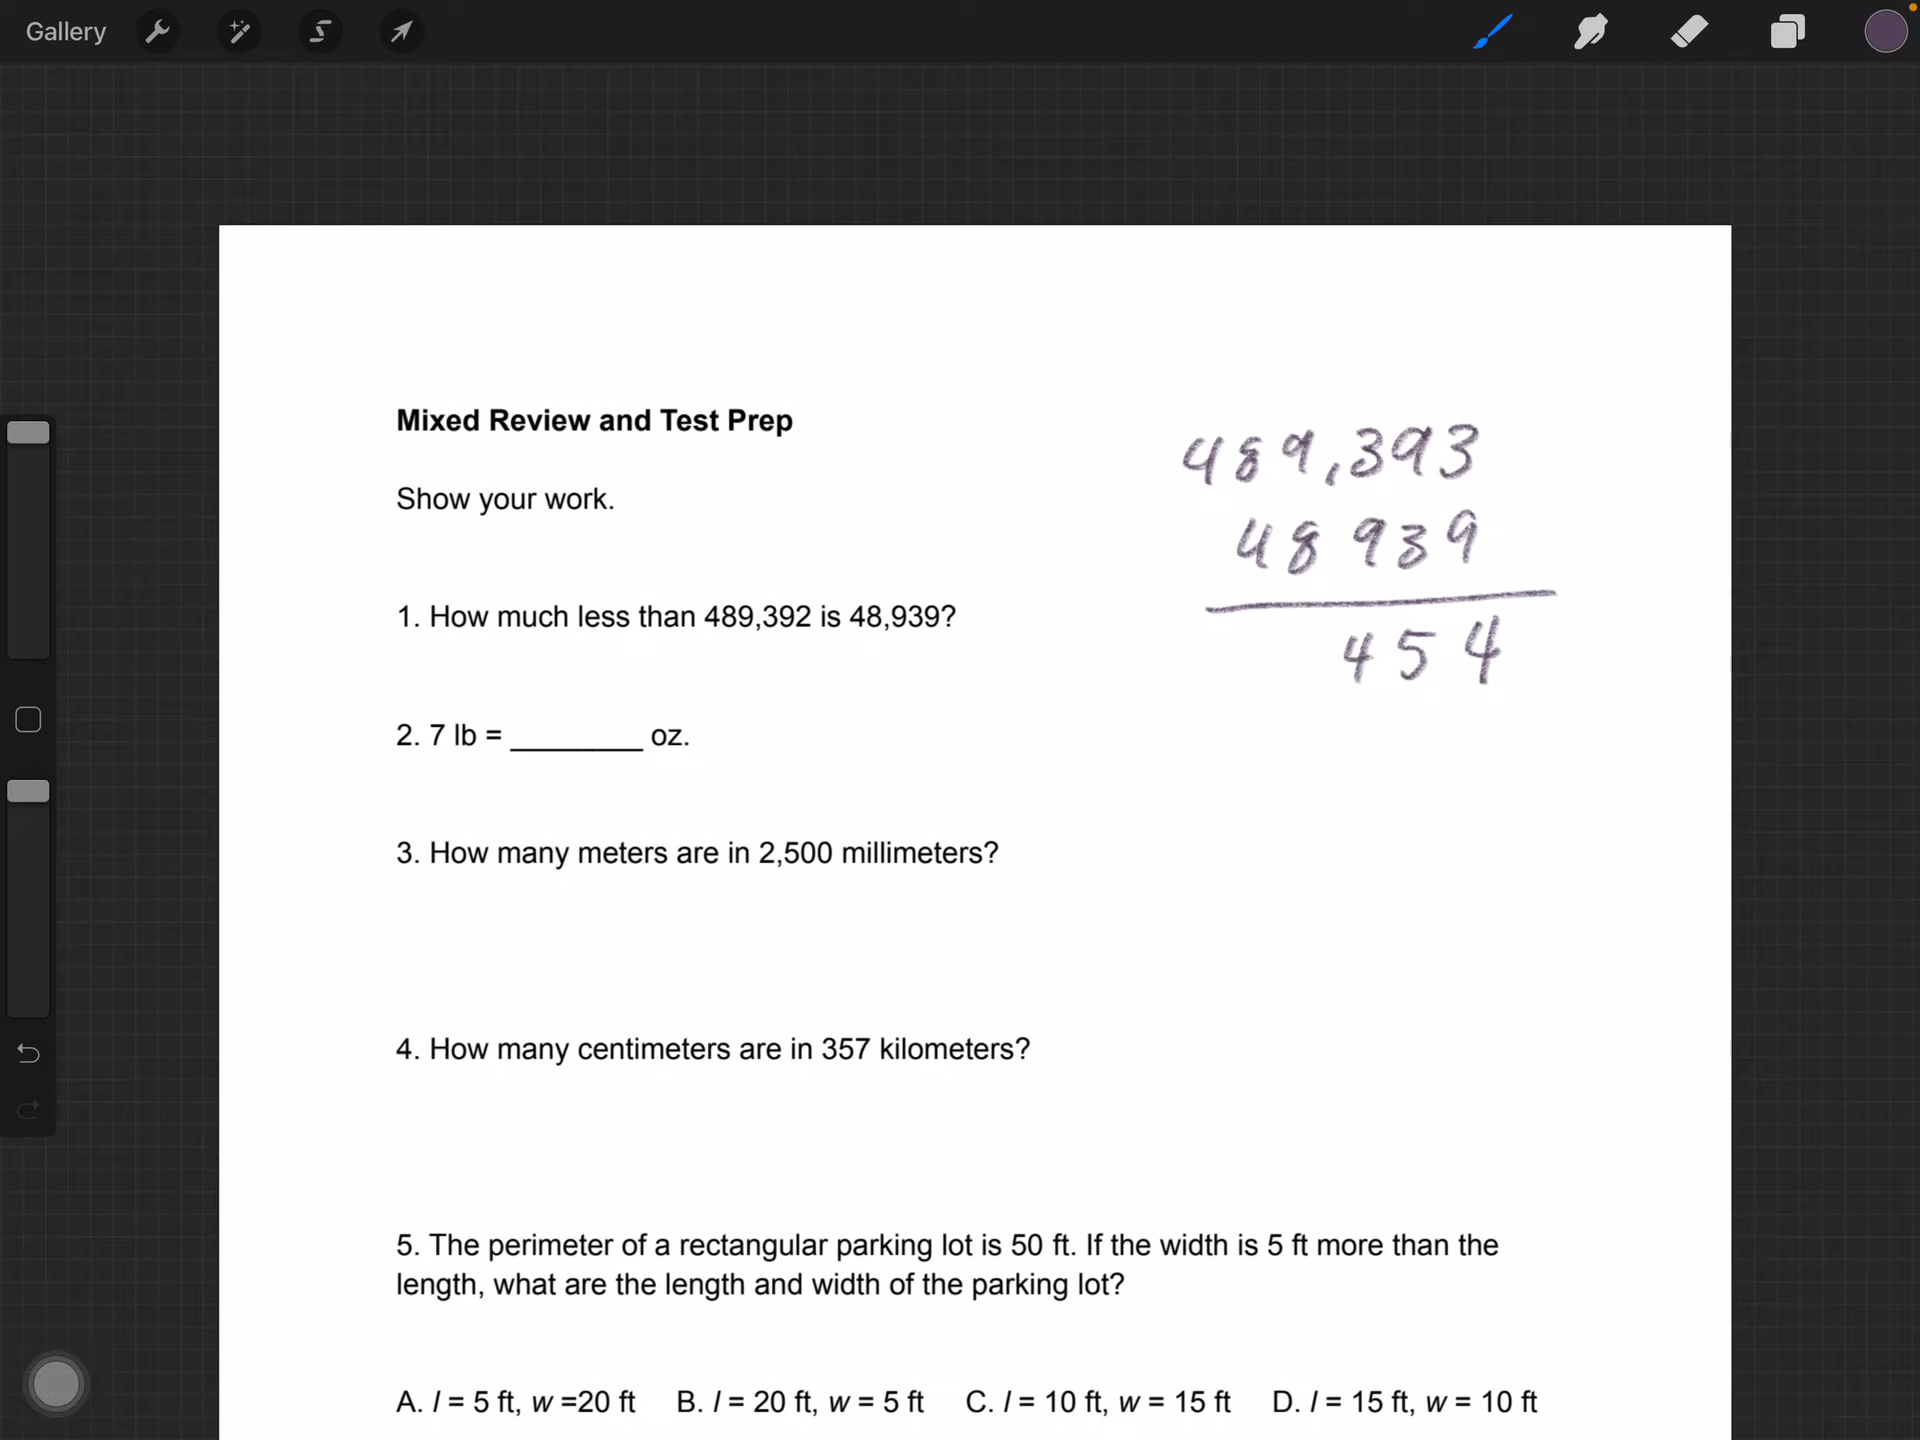 Gallery
Mixed Review and Test Prep
489,393
Show your work.
48939
1. How much less than 489,392 is 48,939?
454
2. 7 lb = ________ oz.
3. How many meters are in 2,500 millimeters?
4. How many centimeters are in 357 kilometers?
5. The perimeter of a rectangular parking lot is 50 ft. If the width is 5 ft more than the
length, what are the length and width of the parking lot?
A. l = 5 ft, w =20 ft B. l = 20 ft, w = 5 ft C. l = 10 ft, w = 15 ft D. l = 15 ft, w = 10 ft